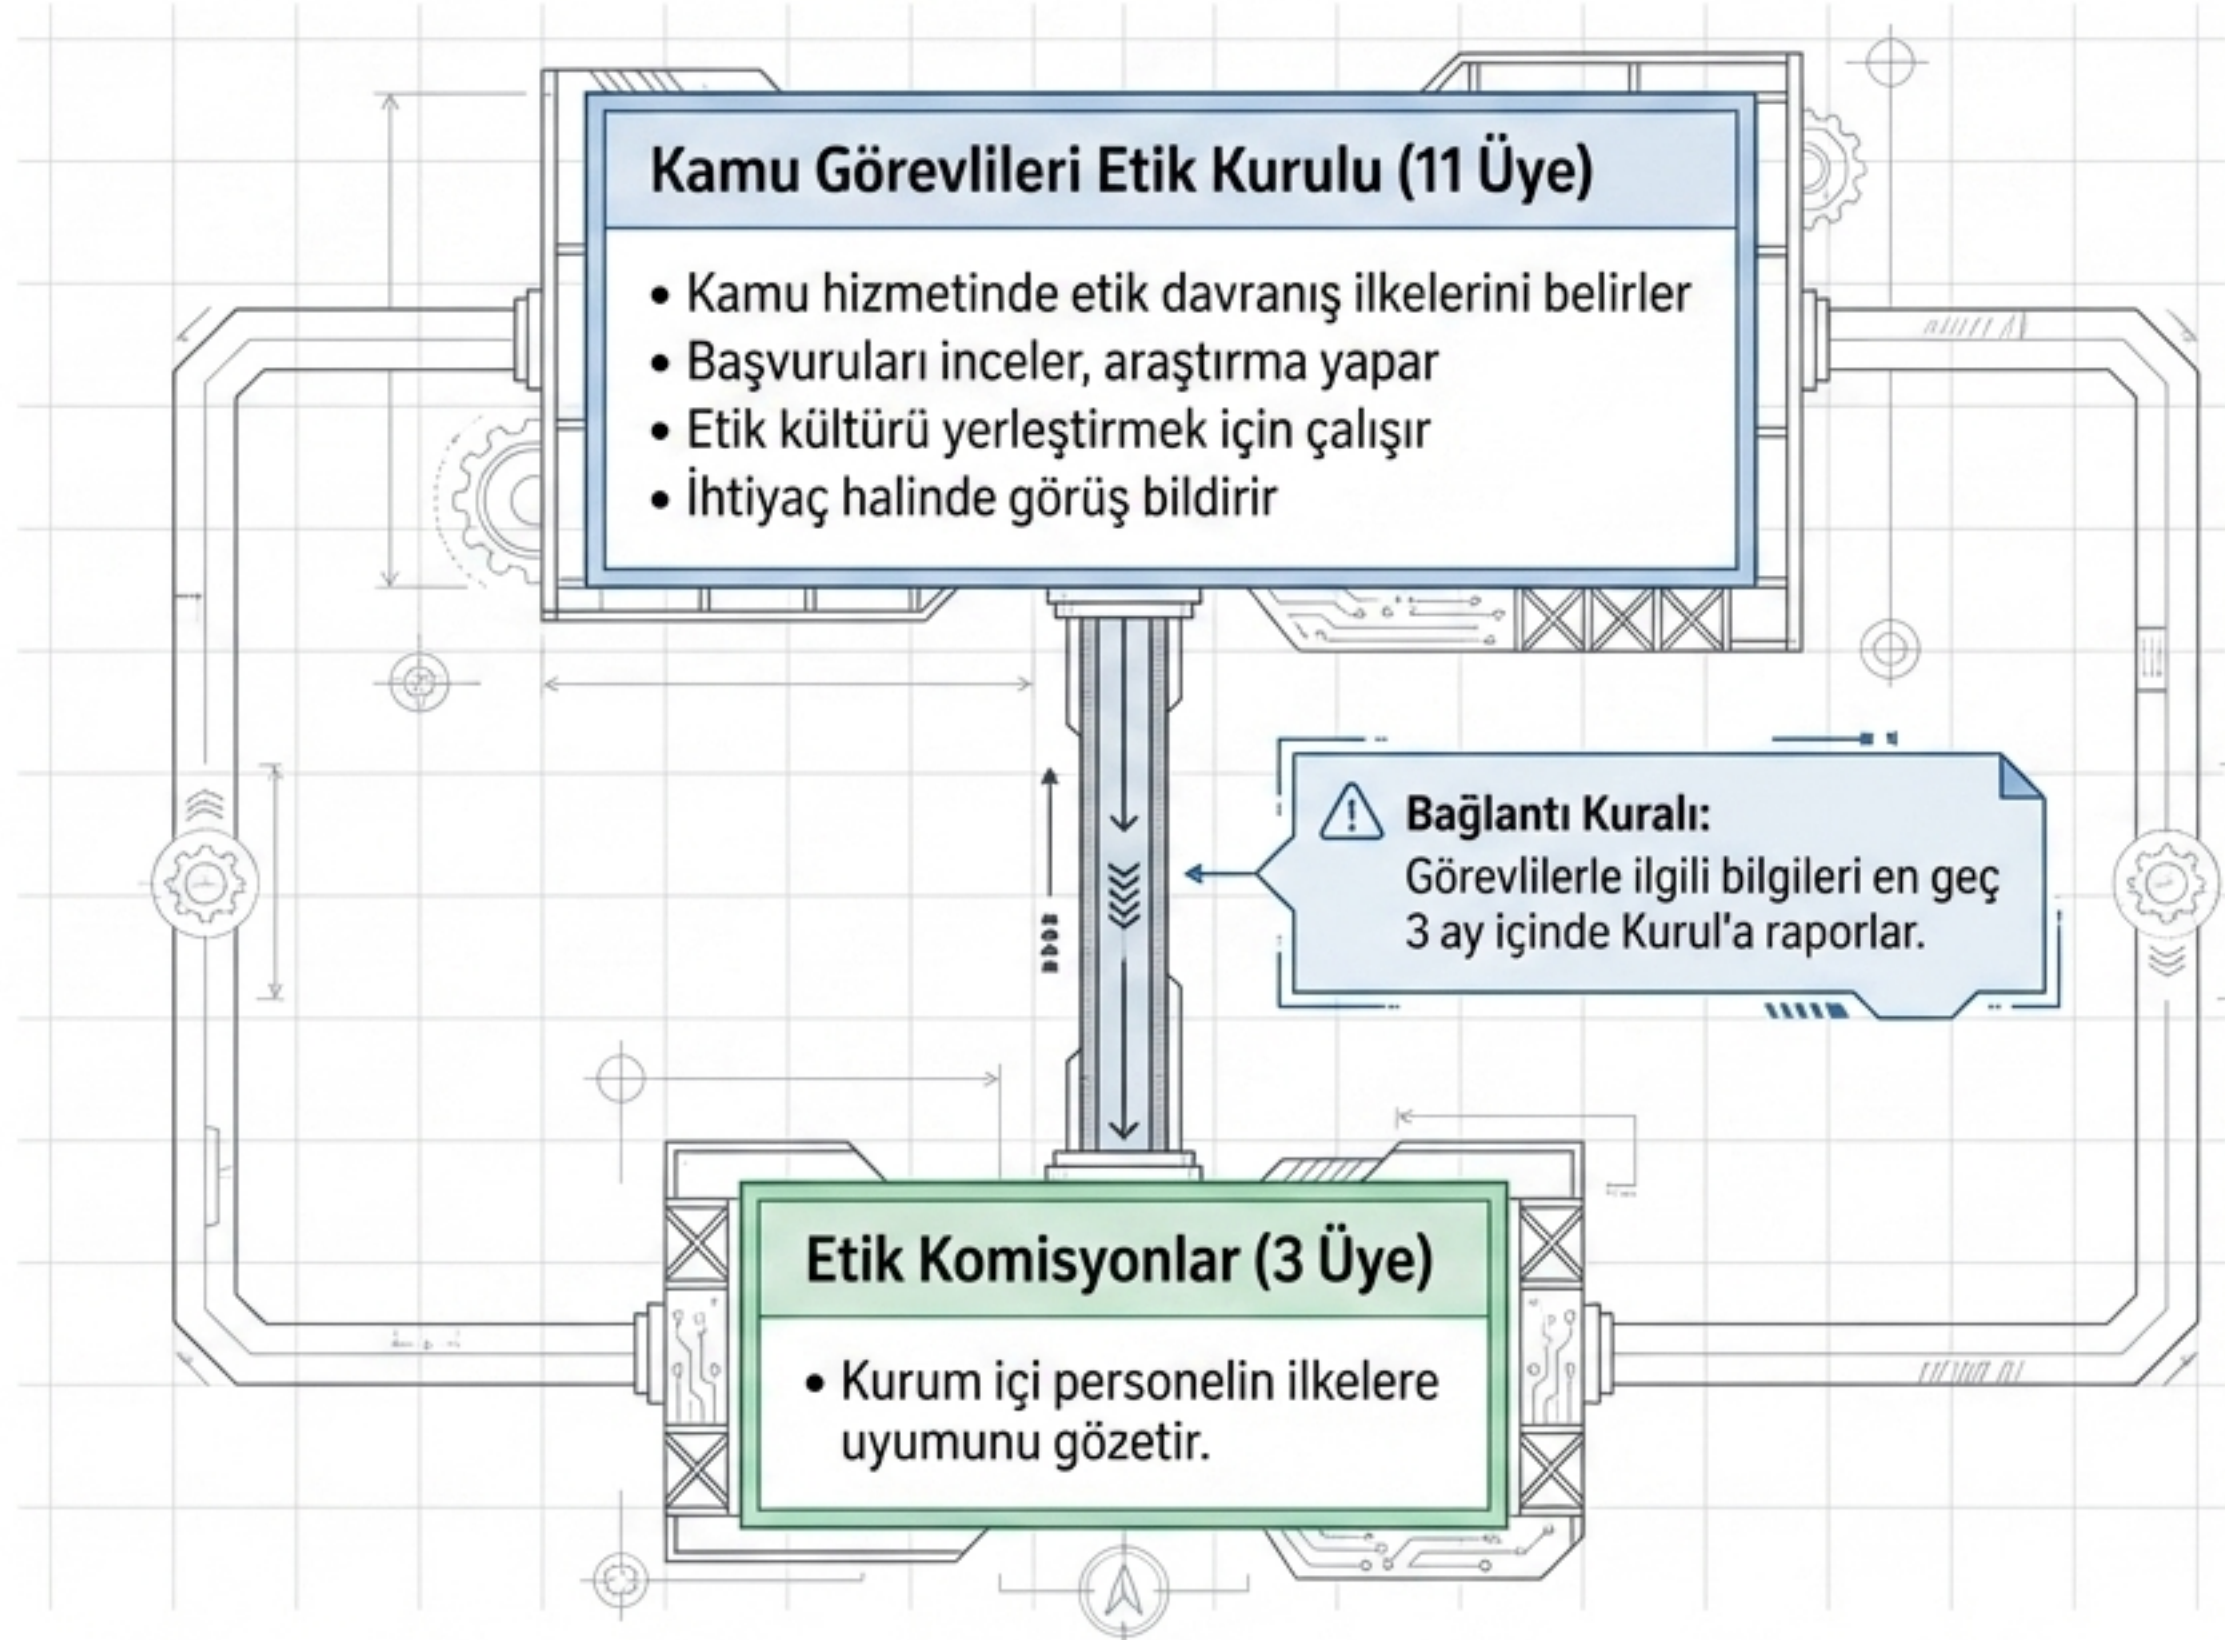 Kamu Görevlileri Etik Kurulu (11 Üye)
• Kamu hizmetinde etik davranış ilkelerini belirler
• Başvuruları inceler, araştırma yapar
• Etik kültürü yerleştirmek için çalışır
• İhtiyaç halinde görüş bildirir
Bağlantı Kuralı:
Görevlilerle ilgili bilgileri en geç
3 ay içinde Kurul'a raporlar.
Etik Komisyonlar (3 Üye)
• Kurum içi personelin ilkelere
uyumunu gözetir.